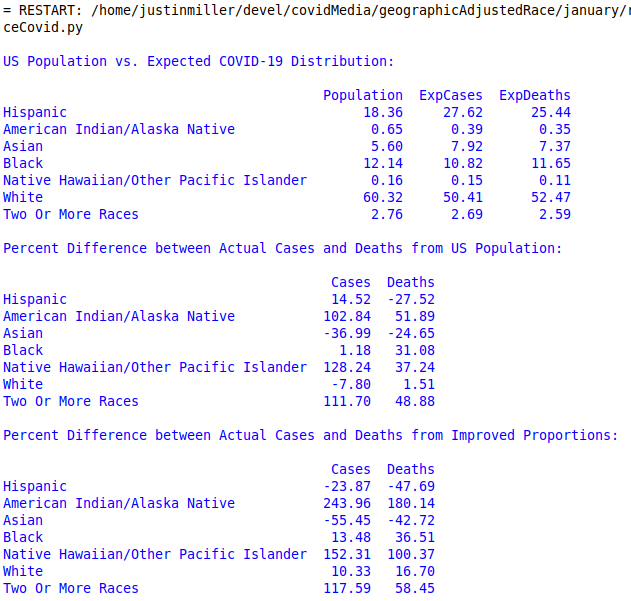 = RESTART: /home/justinmiller/devel/covidMedia/geographicAdjustedRace/january/r
ceCovid.py
US Population vs. Expected COVID-19 Distribution:
Population ExpCases ExpDeaths
Hispanic 18.36 27.62 25.44
American Indian/Alaska Native 0.65 0.39 0.35
Asian 5.60 7.92 7.37
Black 12.14 10.82 11.65
Native Hawaiian/Other Pacific Islander 0.16 0.15 0.11
White 60.32 50.41 52.47
Two Or More Races 2.76 2.69 2.59
Percent Difference between Actual Cases and Deaths from US Population:
Cases Deaths
Hispanic 14.52 -27.52
American Indian/Alaska Native 102.84 51.89
Asian -36.99 -24.65
Black 1.18 31.08
Native Hawaiian/Other Pacific Islander 128.24 37.24
White -7.80 1.51
Two Or More Races 111.70 48.88
Percent Difference between Actual Cases and Deaths from Improved Proportions:
Cases Deaths
Hispanic -23.87 -47.69
American Indian/Alaska Native 243.96 180.14
Asian -55.45 -42.72
Black 13.48 36.51
Native Hawaiian/Other Pacific Islander 152.31 100.37
White 10.33 16.70
Two Or More Races 117.59 58.45